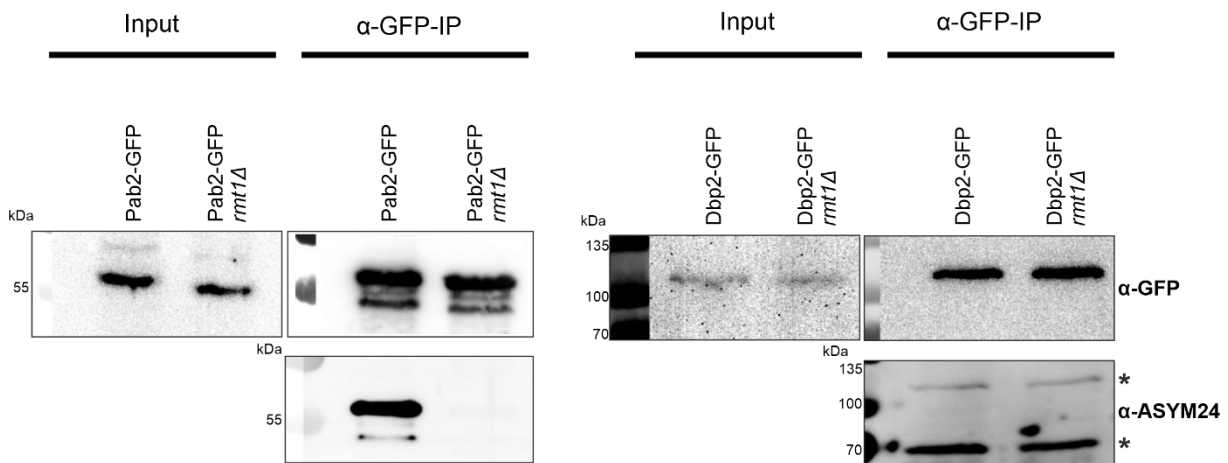 Input
α-GFP-IP
Input
α-GFP-IP
Pab2-GFP
Pab2-GFP
rmt1Δ
Pab2-GFP
Pab2-GFP
rmt1Δ
Dbp2-GFP
Dbp2-GFP
rmt1Δ
Dbp2-GFP
Dbp2-GFP
rmt1Δ
kDa
55
kDa
135
100
70
α-GFP
kDa
55
kDa
135
100
70
*
α-ASYM24
*